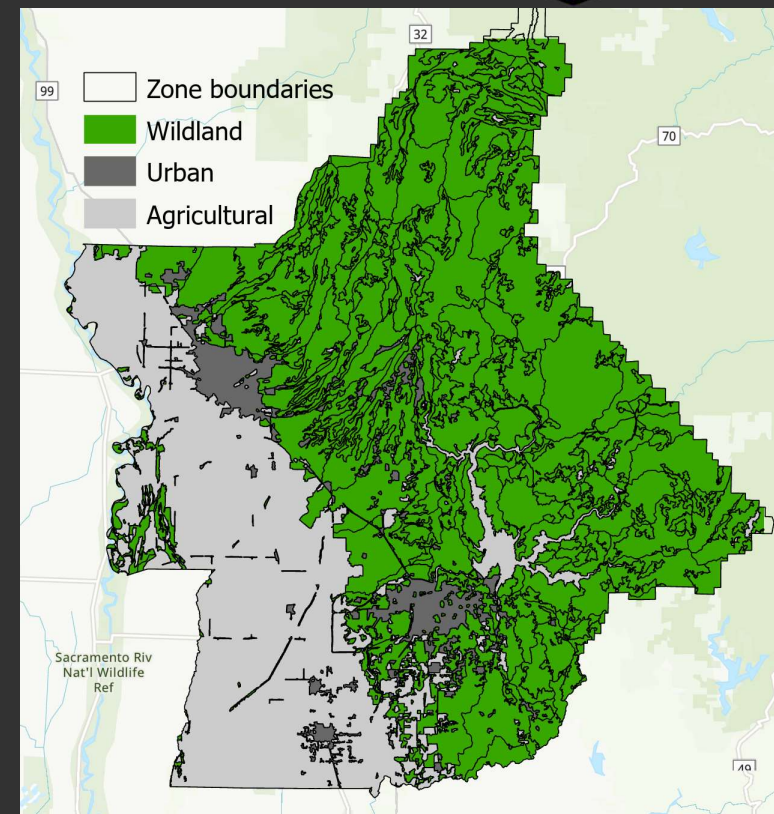 32
99
Zone boundaries
Wildland
70
Urban
Agricultural
Sacramento Riv
Nat'l Wildlife
Ref
49